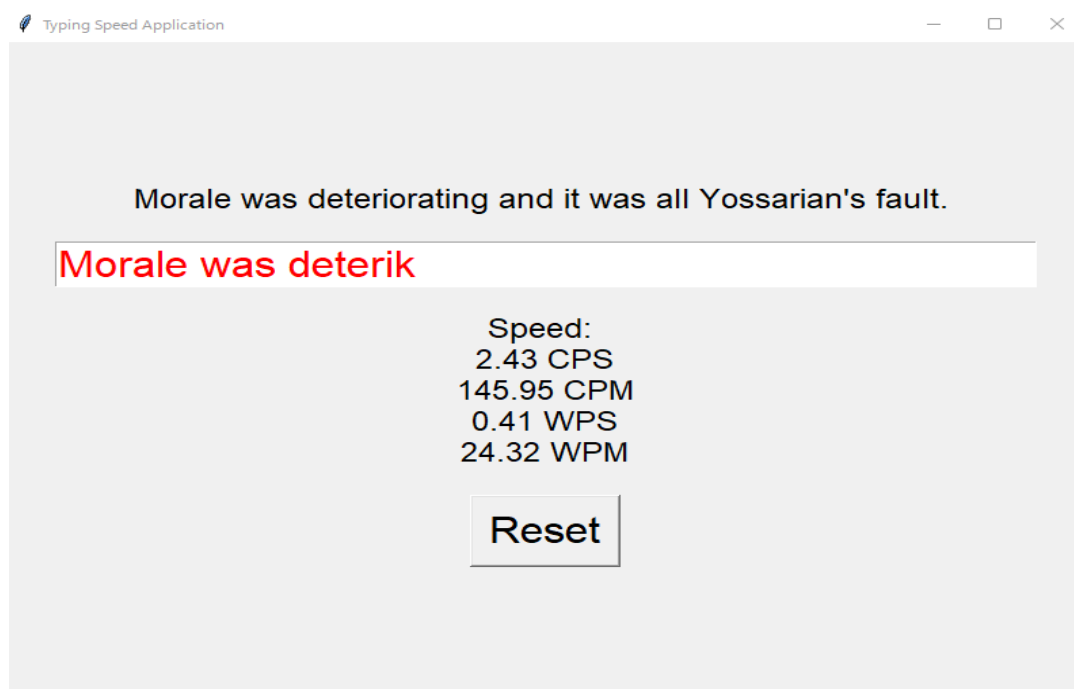 Typing Speed Application
Morale was deteriorating and it was all Yossarian's fault.
Morale was deterik
Speed:
2.43 CPS
145.95 CPM
0.41 WPS
24.32 WPM
Reset